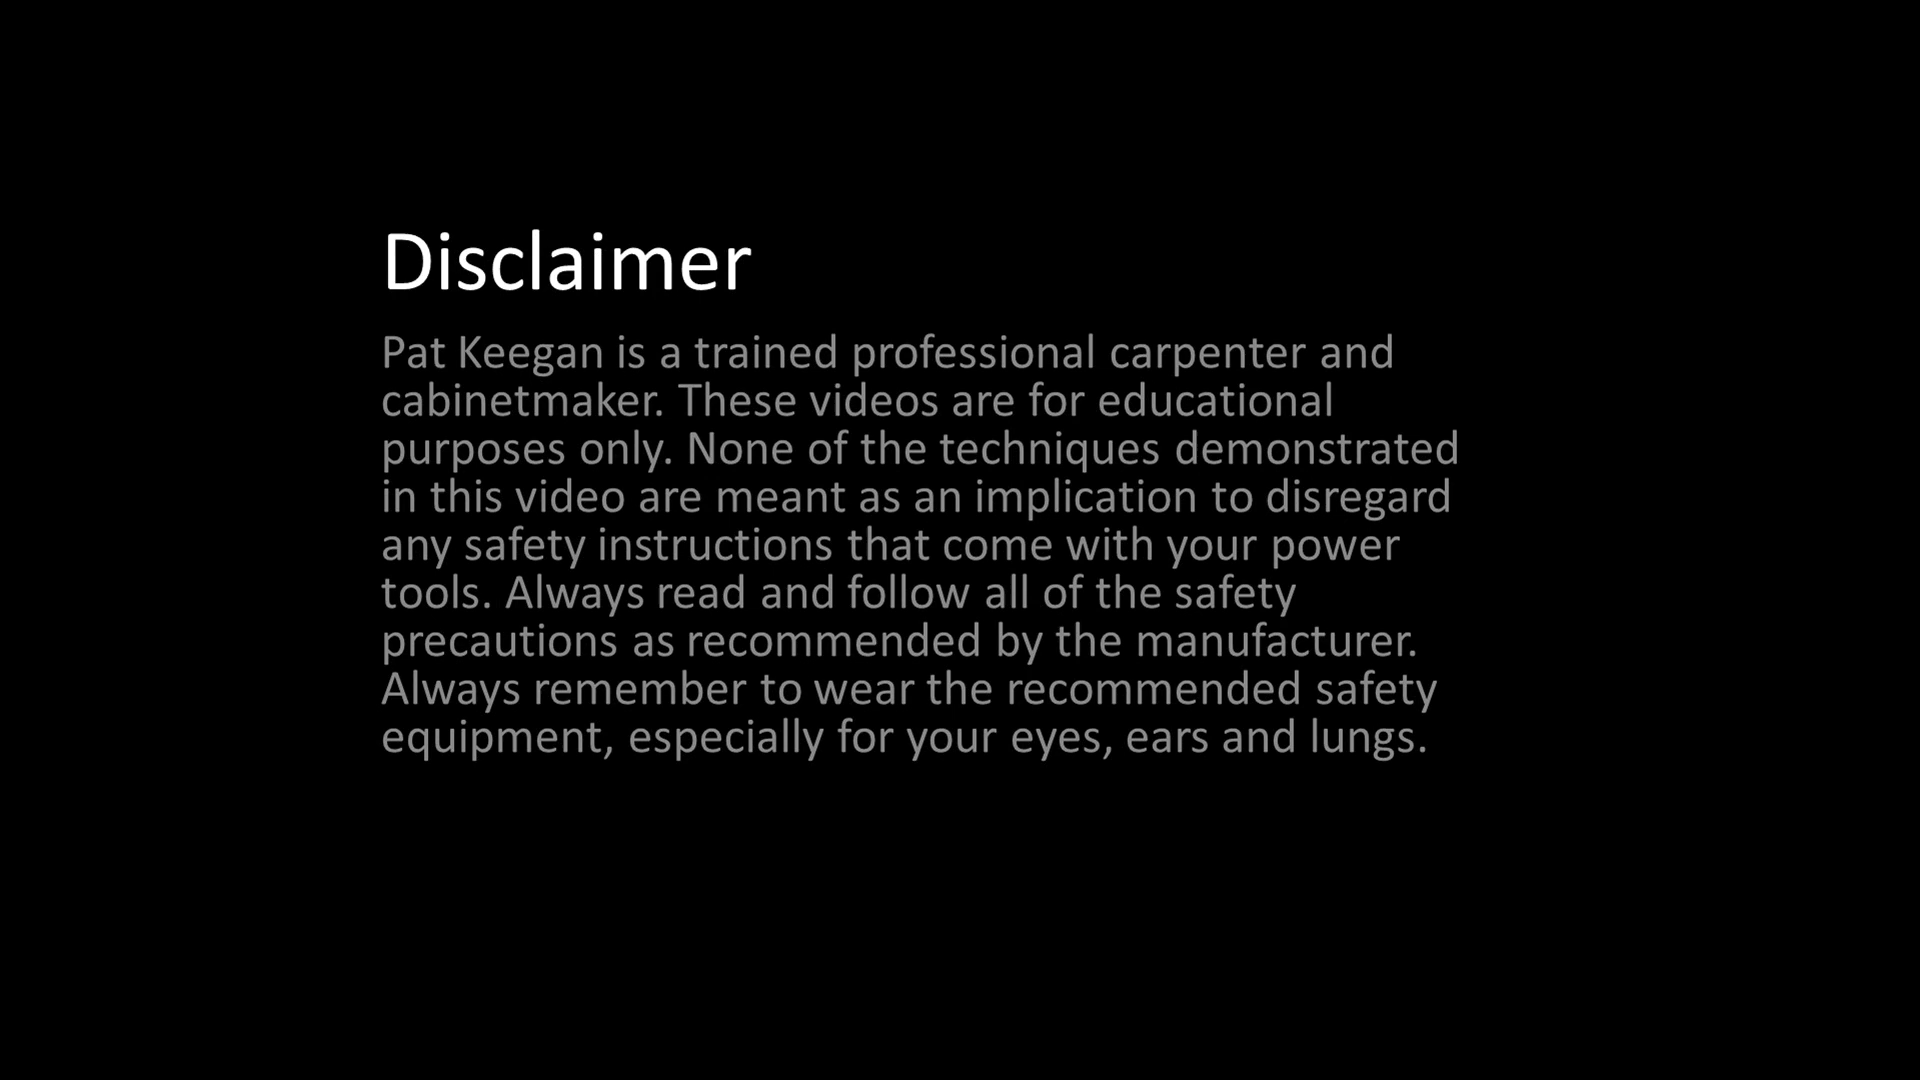 Disclaimer
Pat Keegan is a trained professional carpenter and
cabinetmaker. These videos are for educational
purposes only. None of the techniques demonstrated
in this video are meant as an implication to disregard
any safety instructions that come with your power
tools. Always read and follow all of the safety
precautions as recommended by the manufacturer.
Always remember to wear the recommended safety
equipment, especially for your eyes, ears and lungs.